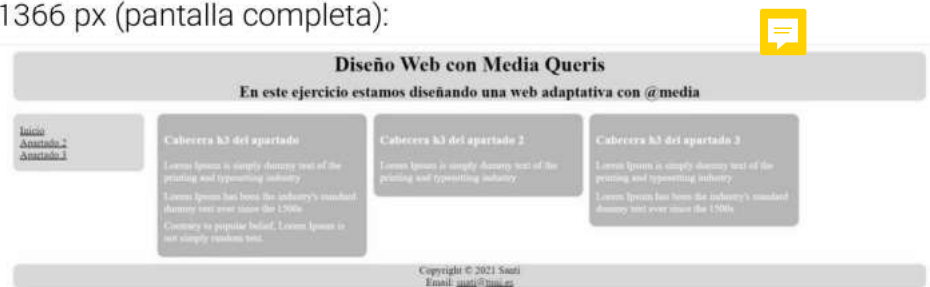 1366 px (pantalla completa):
Diseño Web con Media Queris
En este ejercicio estamos diseñando una web adaptativa con @media
Inicio
Apartado 2
Apartado 3
Cabecera h3 del apartado
Lorem Ipsum is simply dummy text of the
printing and typesetting industry
Lorem Ipsum has been the industry's standard
dummy text ever since the 1500s
Contrary to popular belief, Lorem Ipsum is
not simply random text.
Cabecera h3 del apartado 2
Lorem Ipsum is simply dummy text of the
printing and typesetting industry
Cabecera h3 del apartado 3
Lorem Ipsum is simply dummy text of the
printing and typesetting industry
Lorem Ipsum has been the industry's standard
dummy text ever since the 1500s
Copyright © 2021 Santi
Email: